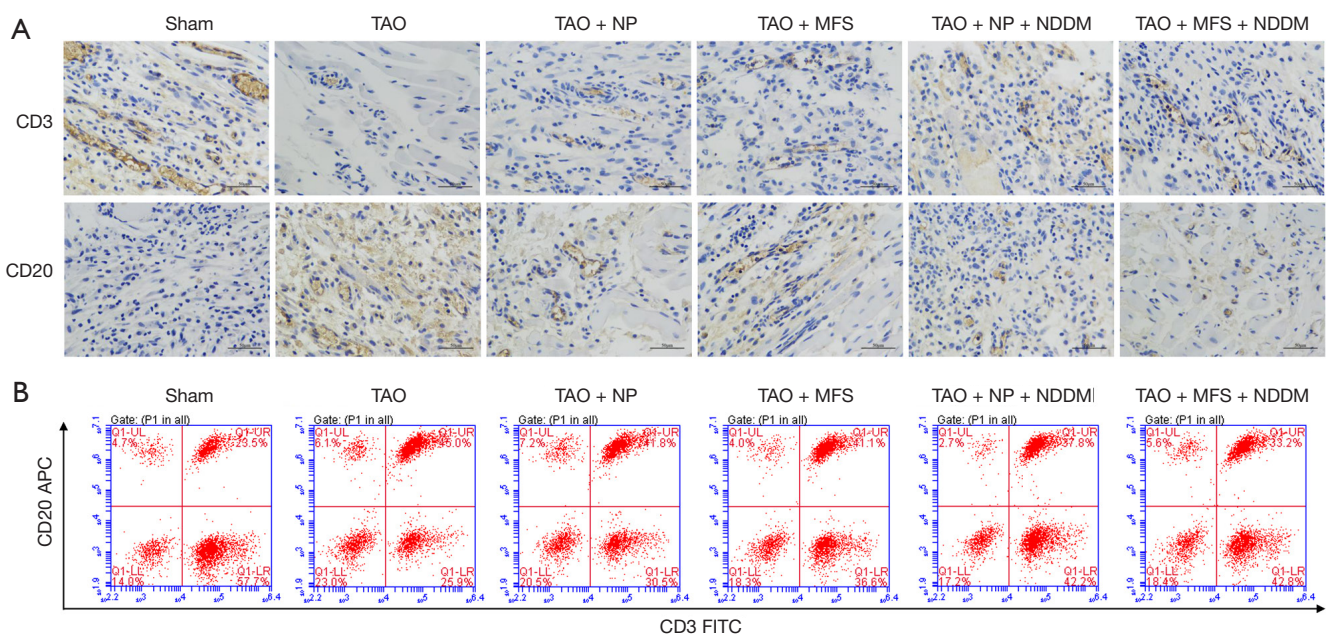 A
Sham
TAO
TAO + NP
TAO + MFS
TAO + NP + NDDM
TAO + MFS + NDDM
CD3
CD20
B
Sham
TAO
TAO + NP
TAO + MFS
TAO + NP + NDDM
TAO + MFS + NDDM
CD20 APC
Gate: (P1 in all)
Q1-UL
4.7%
Q1-UR
23.5%
Q1-LL
14.0%
Q1-LR
57.7%
Gate: (P1 in all)
Q1-UL
6.1%
Q1-UR
45.0%
Q1-LL
23.0%
Q1-LR
25.9%
Gate: (P1 in all)
Q1-UL
7.2%
Q1-UR
41.8%
Q1-LL
20.5%
Q1-LR
30.5%
Gate: (P1 in all)
Q1-UL
4.0%
Q1-UR
41.1%
Q1-LL
18.3%
Q1-LR
36.6%
Gate: (P1 in all)
Q1-UL
2.7%
Q1-UR
37.8%
Q1-LL
17.2%
Q1-LR
42.2%
Gate: (P1 in all)
Q1-UL
5.6%
Q1-UR
33.2%
Q1-LL
18.4%
Q1-LR
42.8%
CD3 FITC